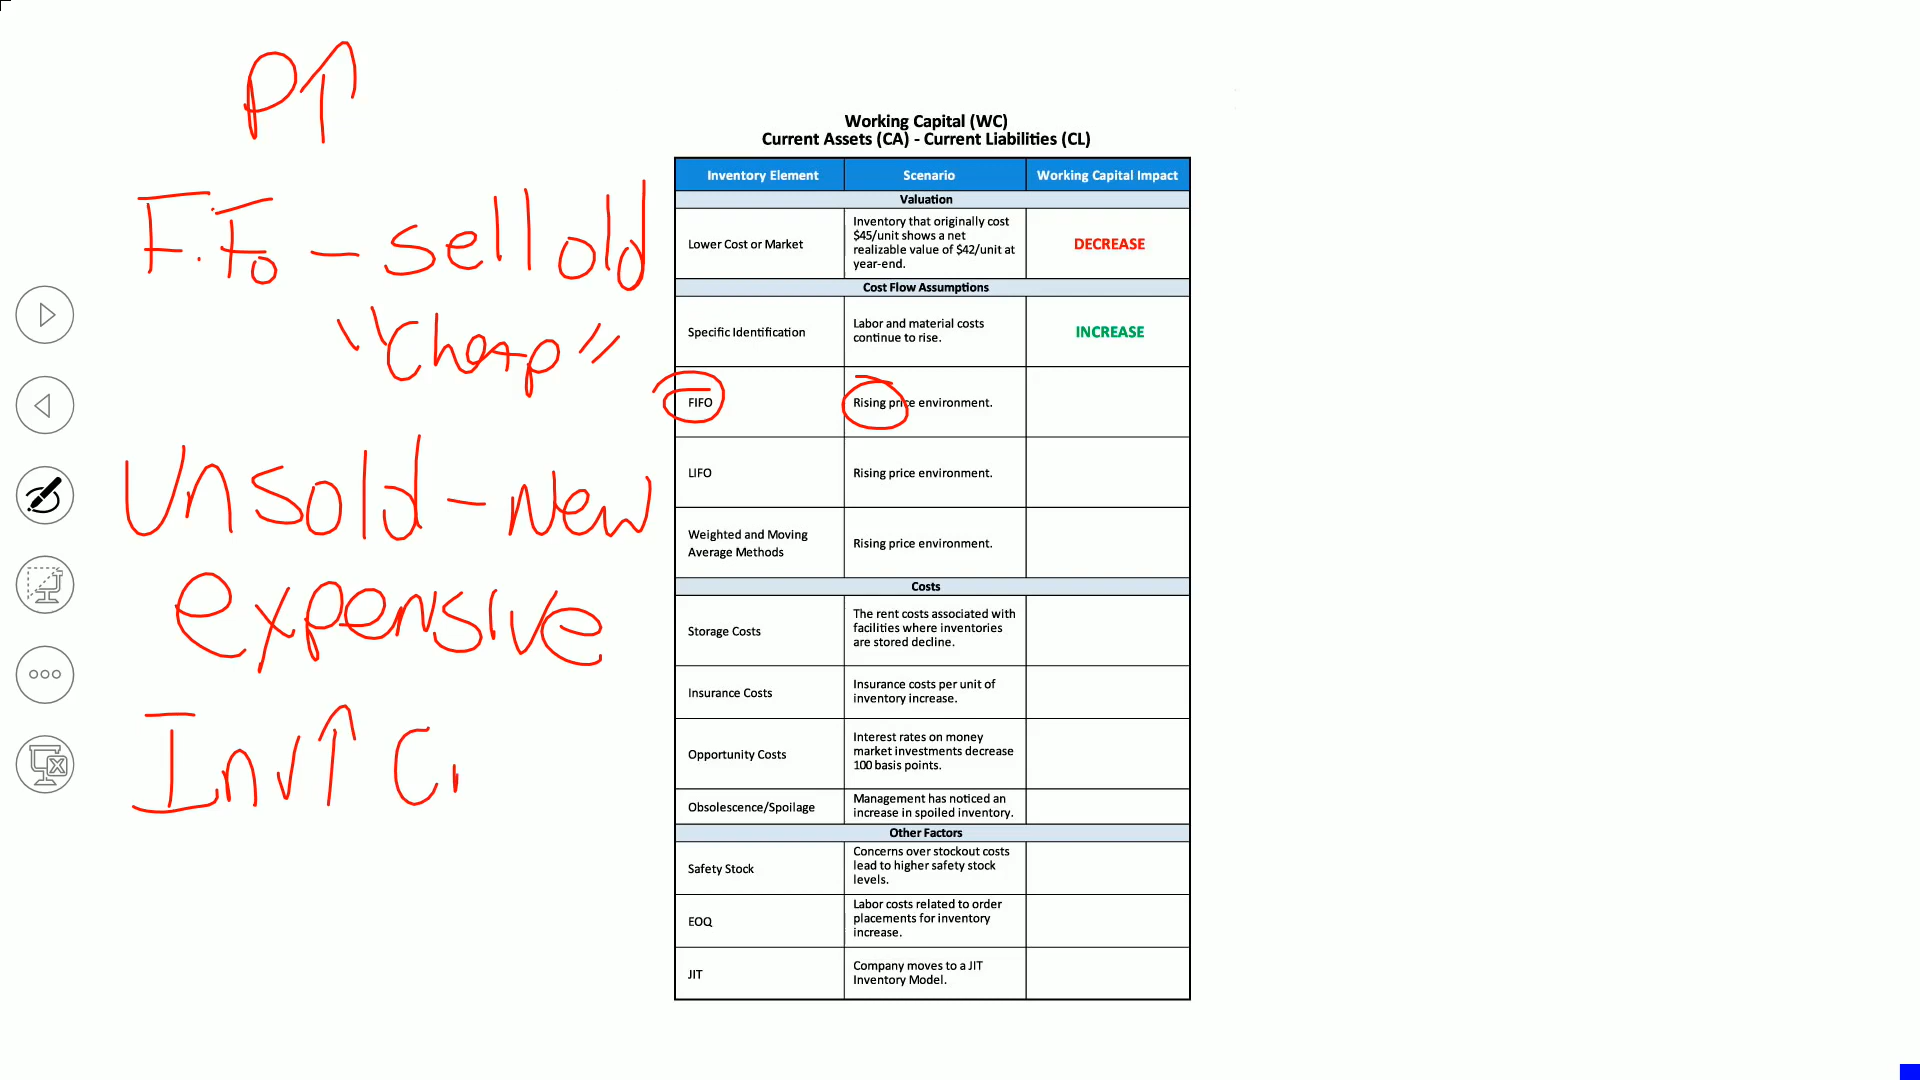 P↑
FiFo - sell old
"Cheap"
Unsold - New
expensive
Inv↑ C
Working Capital (WC)
Current Assets (CA) - Current Liabilities (CL)
Inventory Element Scenario Working Capital Impact
Valuation
Lower Cost or Market
Inventory that originally cost
$45/unit shows a net
realizable value of $42/unit at
year-end.
DECREASE
Cost Flow Assumptions
Specific Identification
Labor and material costs
continue to rise.
INCREASE
FIFO
Rising price environment.
LIFO
Rising price environment.
Weighted and Moving
Average Methods
Rising price environment.
Costs
Storage Costs
The rent costs associated with
facilities where inventories
are stored decline.
Insurance Costs
Insurance costs per unit of
inventory increase.
Opportunity Costs
Interest rates on money
market investments decrease
100 basis points.
Obsolescence/Spoilage
Management has noticed an
increase in spoiled inventory.
Other Factors
Safety Stock
Concerns over stockout costs
lead to higher safety stock
levels.
EOQ
Labor costs related to order
placements for inventory
increase.
JIT
Company moves to a JIT
Inventory Model.